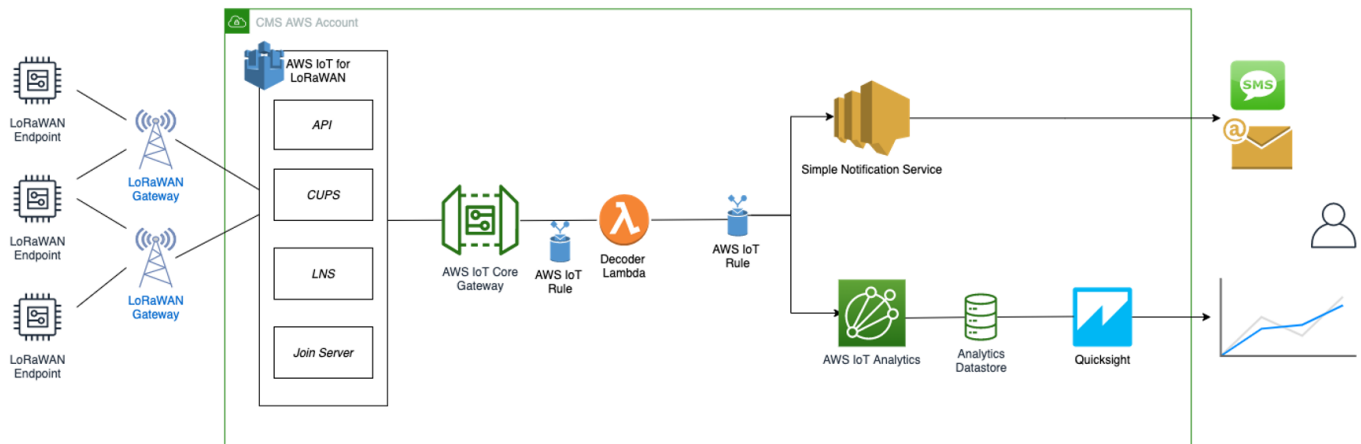 CMS AWS Account
LoRaWAN
Endpoint
LoRaWAN
Endpoint
LoRaWAN
Endpoint
LoRaWAN
Gateway
LoRaWAN
Gateway
AWS IoT for
LoRaWAN
API
CUPS
LNS
Join Server
AWS IoT Core
Gateway
AWS IoT
Rule
Decoder
Lambda
AWS IoT
Rule
Simple Notification Service
AWS IoT Analytics
Analytics
Datastore
Quicksight
SMS
@